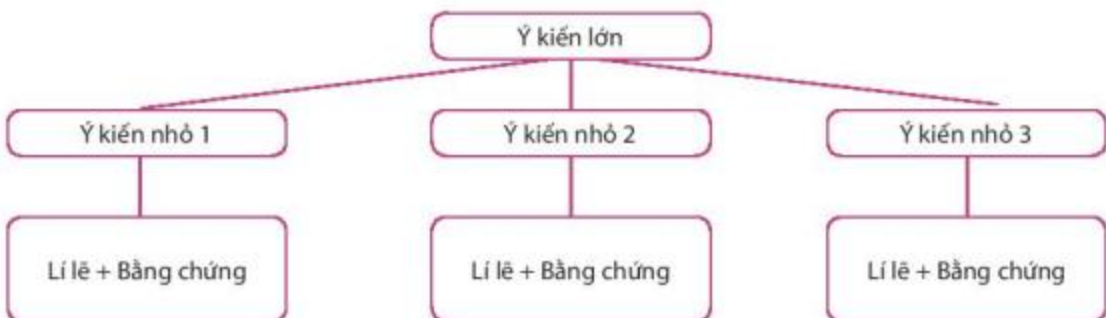 Ý kiến lớn
Ý kiến nhỏ 1
Ý kiến nhỏ 2
Ý kiến nhỏ 3
Lí lẽ + Bằng chứng
Lí lẽ + Bằng chứng
Lí lẽ + Bằng chứng